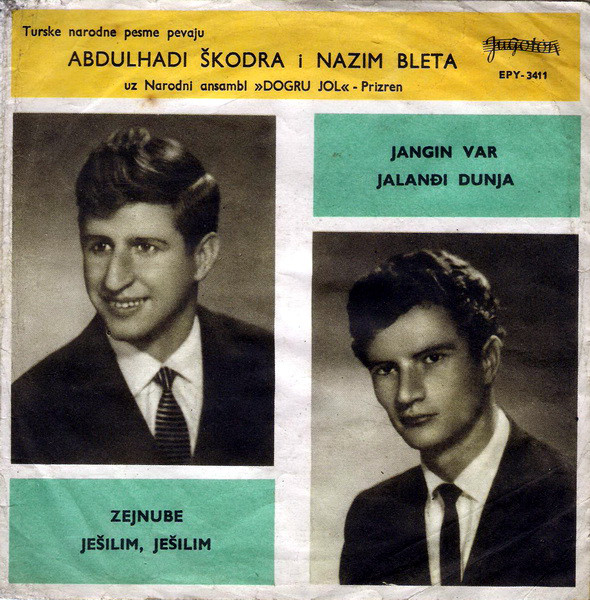 Turske narodne pesme pevaju
ABDULHADI ŠKODRA i NAZIM BLETA
uz Narodni ansambl »DOGRU JOL« - Prizren
Jugoton
EPY-3411
JANGIN VAR
JALANĐI DUNJA
ZEJNUBE
JEŠILIM, JEŠILIM